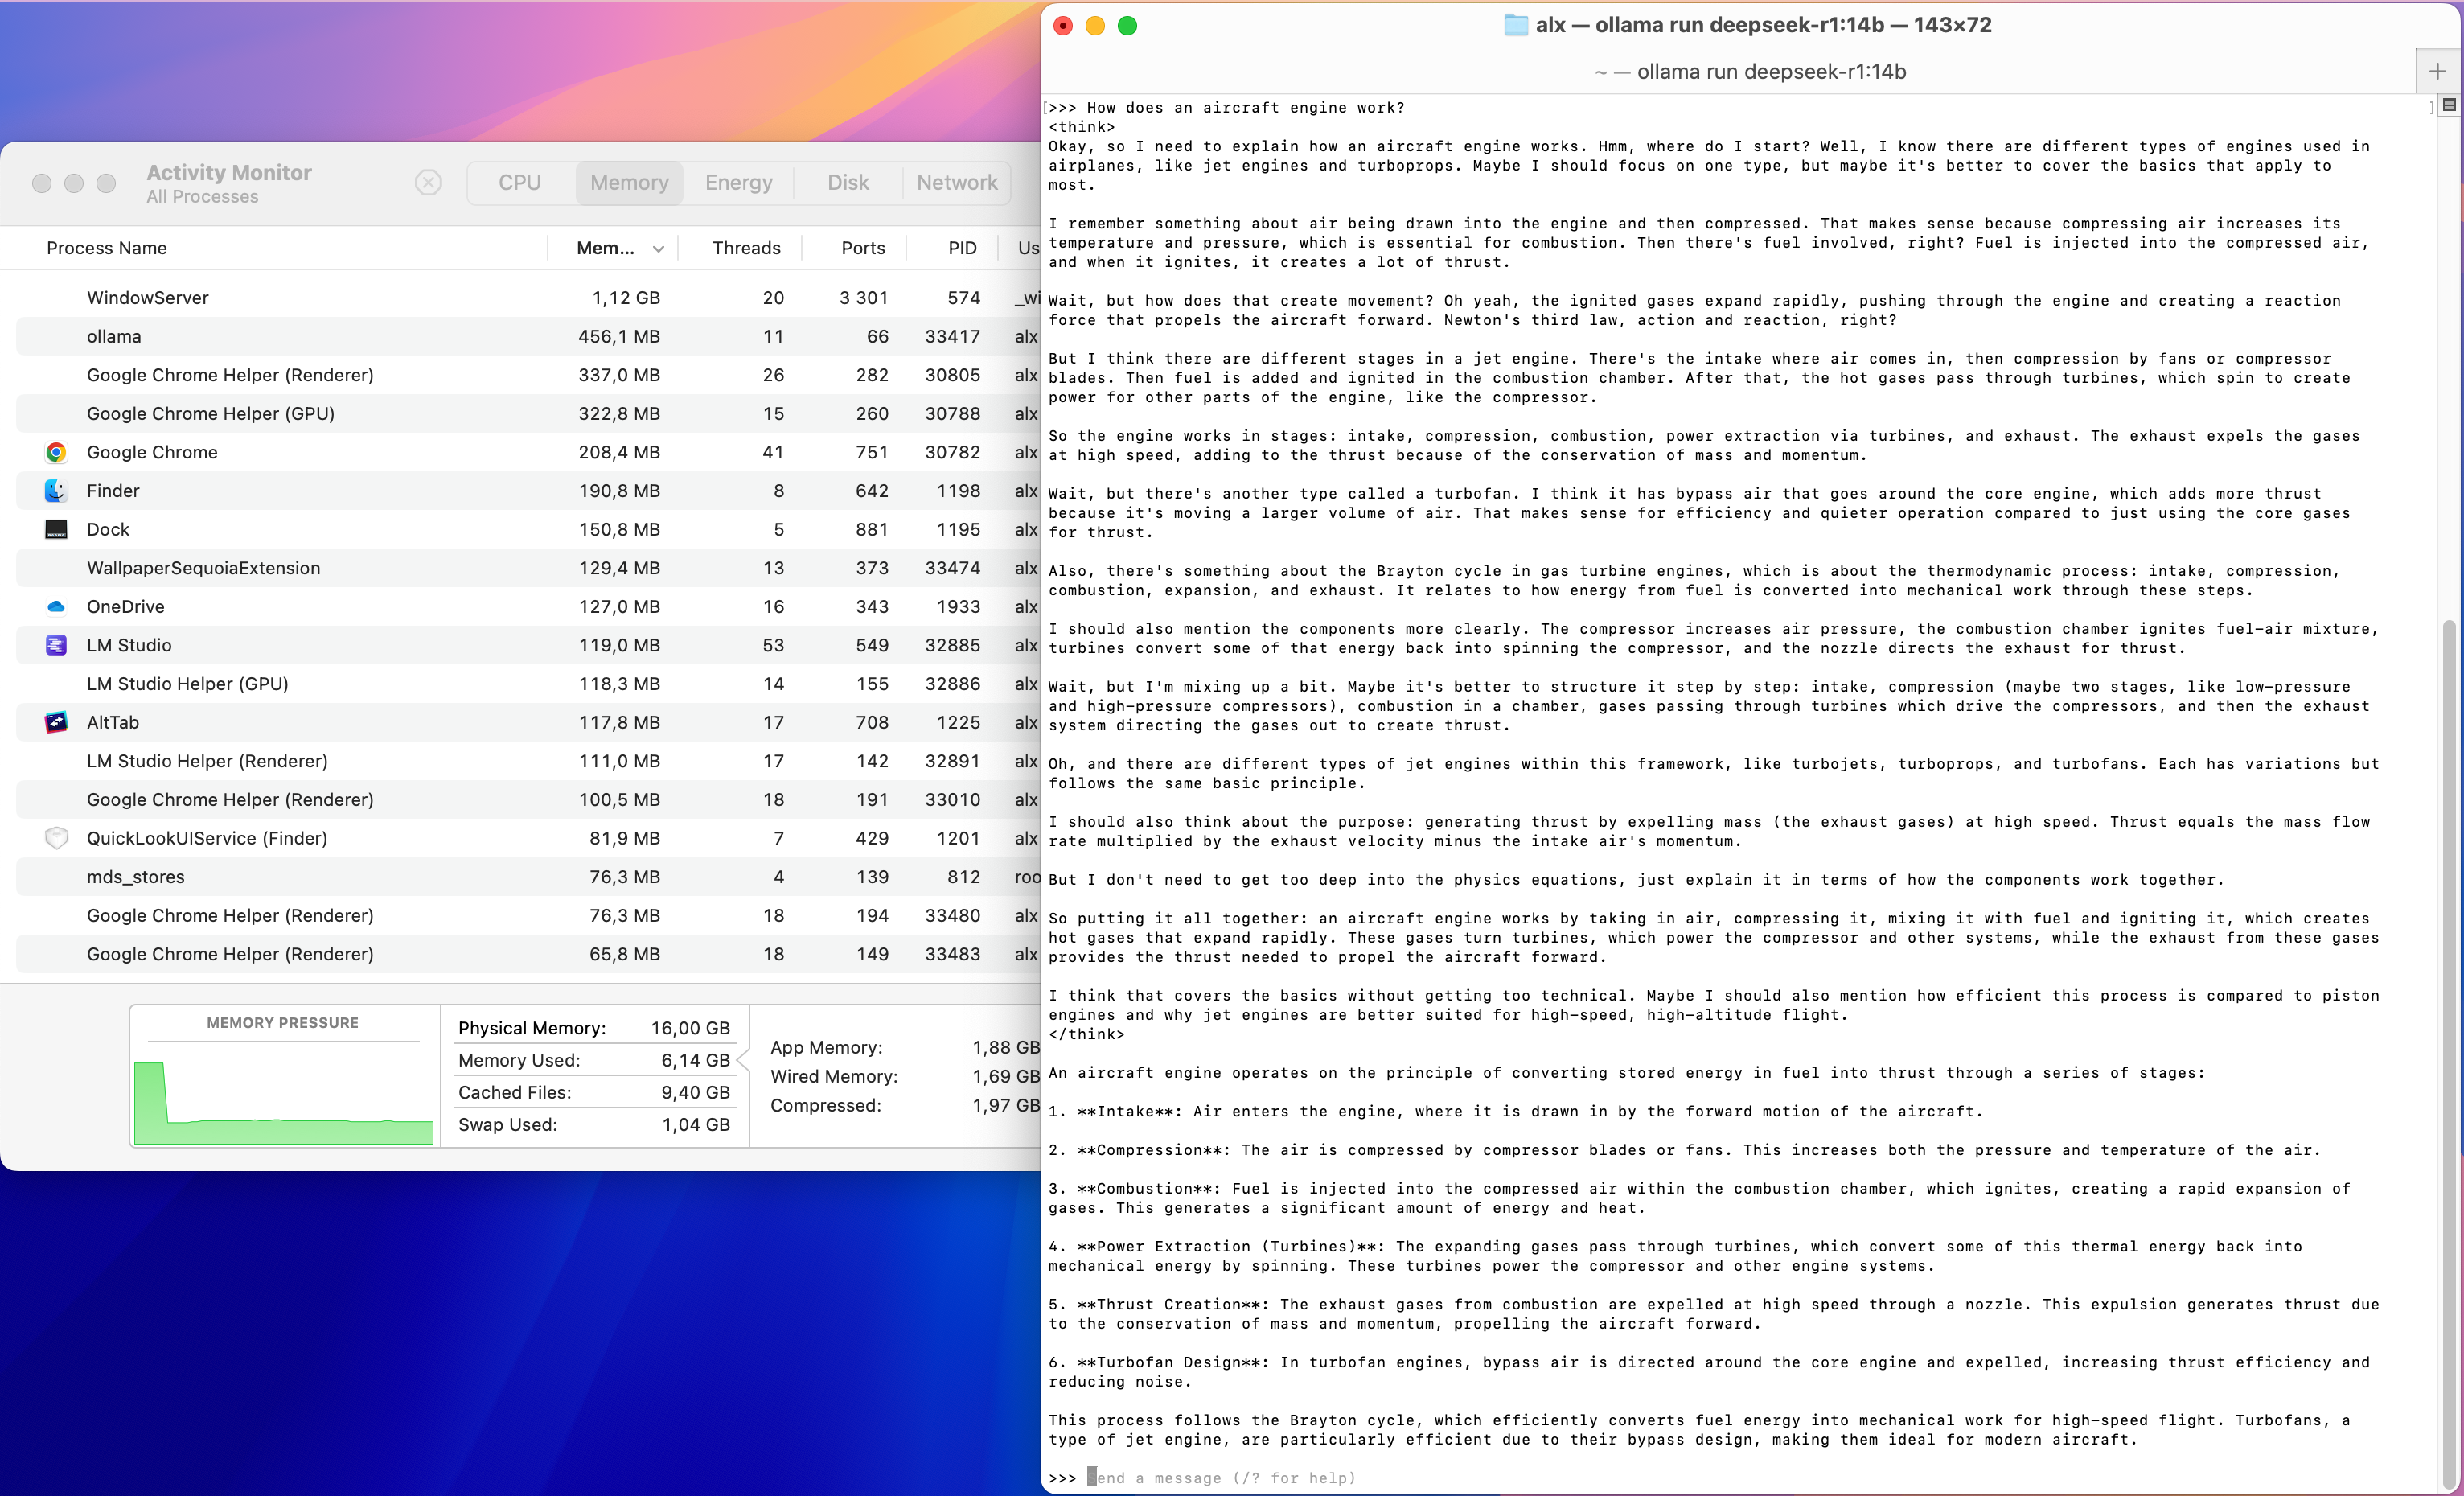 Activity Monitor
All Processes
CPU Memory Energy Disk Network
Process Name Mem... Threads Ports PID Us
WindowServer 1,12 GB 20 3 301 574 _wi
ollama 456,1 MB 11 66 33417 alx
Google Chrome Helper (Renderer) 337,0 MB 26 282 30805 alx
Google Chrome Helper (GPU) 322,8 MB 15 260 30788 alx
Google Chrome 208,4 MB 41 751 30782 alx
Finder 190,8 MB 8 642 1198 alx
Dock 150,8 MB 5 881 1195 alx
WallpaperSequoiaExtension 129,4 MB 13 373 33474 alx
OneDrive 127,0 MB 16 343 1933 alx
LM Studio 119,0 MB 53 549 32885 alx
LM Studio Helper (GPU) 118,3 MB 14 155 32886 alx
AltTab 117,8 MB 17 708 1225 alx
LM Studio Helper (Renderer) 111,0 MB 17 142 32891 alx
Google Chrome Helper (Renderer) 100,5 MB 18 191 33010 alx
QuickLookUIService (Finder) 81,9 MB 7 429 1201 alx
mds_stores 76,3 MB 4 139 812 roo
Google Chrome Helper (Renderer) 76,3 MB 18 194 33480 alx
Google Chrome Helper (Renderer) 65,8 MB 18 149 33483 alx
MEMORY PRESSURE
Physical Memory: 16,00 GB
Memory Used: 6,14 GB
Cached Files: 9,40 GB
Swap Used: 1,04 GB
App Memory: 1,88 GB
Wired Memory: 1,69 GB
Compressed: 1,97 GB
alx — ollama run deepseek-r1:14b — 143×72
~ — ollama run deepseek-r1:14b
[>>> How does an aircraft engine work? ]
<think>
Okay, so I need to explain how an aircraft engine works. Hmm, where do I start? Well, I know there are different types of engines used in
airplanes, like jet engines and turboprops. Maybe I should focus on one type, but maybe it's better to cover the basics that apply to
most.
I remember something about air being drawn into the engine and then compressed. That makes sense because compressing air increases its
temperature and pressure, which is essential for combustion. Then there's fuel involved, right? Fuel is injected into the compressed air,
and when it ignites, it creates a lot of thrust.
Wait, but how does that create movement? Oh yeah, the ignited gases expand rapidly, pushing through the engine and creating a reaction
force that propels the aircraft forward. Newton's third law, action and reaction, right?
But I think there are different stages in a jet engine. There's the intake where air comes in, then compression by fans or compressor
blades. Then fuel is added and ignited in the combustion chamber. After that, the hot gases pass through turbines, which spin to create
power for other parts of the engine, like the compressor.
So the engine works in stages: intake, compression, combustion, power extraction via turbines, and exhaust. The exhaust expels the gases
at high speed, adding to the thrust because of the conservation of mass and momentum.
Wait, but there's another type called a turbofan. I think it has bypass air that goes around the core engine, which adds more thrust
because it's moving a larger volume of air. That makes sense for efficiency and quieter operation compared to just using the core gases
for thrust.
Also, there's something about the Brayton cycle in gas turbine engines, which is about the thermodynamic process: intake, compression,
combustion, expansion, and exhaust. It relates to how energy from fuel is converted into mechanical work through these steps.
I should also mention the components more clearly. The compressor increases air pressure, the combustion chamber ignites fuel-air mixture,
turbines convert some of that energy back into spinning the compressor, and the nozzle directs the exhaust for thrust.
Wait, but I'm mixing up a bit. Maybe it's better to structure it step by step: intake, compression (maybe two stages, like low-pressure
and high-pressure compressors), combustion in a chamber, gases passing through turbines which drive the compressors, and then the exhaust
system directing the gases out to create thrust.
Oh, and there are different types of jet engines within this framework, like turbojets, turboprops, and turbofans. Each has variations but
follows the same basic principle.
I should also think about the purpose: generating thrust by expelling mass (the exhaust gases) at high speed. Thrust equals the mass flow
rate multiplied by the exhaust velocity minus the intake air's momentum.
But I don't need to get too deep into the physics equations, just explain it in terms of how the components work together.
So putting it all together: an aircraft engine works by taking in air, compressing it, mixing it with fuel and igniting it, which creates
hot gases that expand rapidly. These gases turn turbines, which power the compressor and other systems, while the exhaust from these gases
provides the thrust needed to propel the aircraft forward.
I think that covers the basics without getting too technical. Maybe I should also mention how efficient this process is compared to piston
engines and why jet engines are better suited for high-speed, high-altitude flight.
</think>
An aircraft engine operates on the principle of converting stored energy in fuel into thrust through a series of stages:
1. **Intake**: Air enters the engine, where it is drawn in by the forward motion of the aircraft.
2. **Compression**: The air is compressed by compressor blades or fans. This increases both the pressure and temperature of the air.
3. **Combustion**: Fuel is injected into the compressed air within the combustion chamber, which ignites, creating a rapid expansion of
gases. This generates a significant amount of energy and heat.
4. **Power Extraction (Turbines)**: The expanding gases pass through turbines, which convert some of this thermal energy back into
mechanical energy by spinning. These turbines power the compressor and other engine systems.
5. **Thrust Creation**: The exhaust gases from combustion are expelled at high speed through a nozzle. This expulsion generates thrust due
to the conservation of mass and momentum, propelling the aircraft forward.
6. **Turbofan Design**: In turbofan engines, bypass air is directed around the core engine and expelled, increasing thrust efficiency and
reducing noise.
This process follows the Brayton cycle, which efficiently converts fuel energy into mechanical work for high-speed flight. Turbofans, a
type of jet engine, are particularly efficient due to their bypass design, making them ideal for modern aircraft.
>>> Send a message (/? for help)